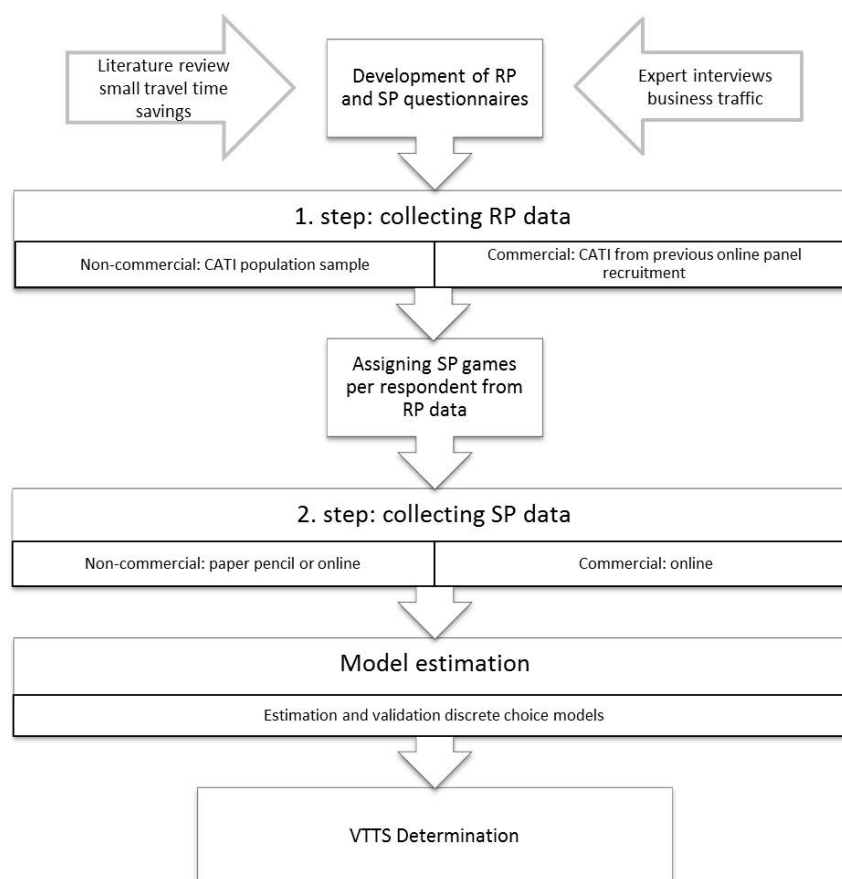 Literature review
small travel time
savings
Development of RP
and SP questionnaires
Expert interviews
business traffic
1. step: collecting RP data
Non-commercial: CATI population sample
Commercial: CATI from previous online panel
recruitment
Assigning SP games
per respondent from
RP data
2. step: collecting SP data
Non-commercial: paper pencil or online
Commercial: online
Model estimation
Estimation and validation discrete choice models
VTTS Determination